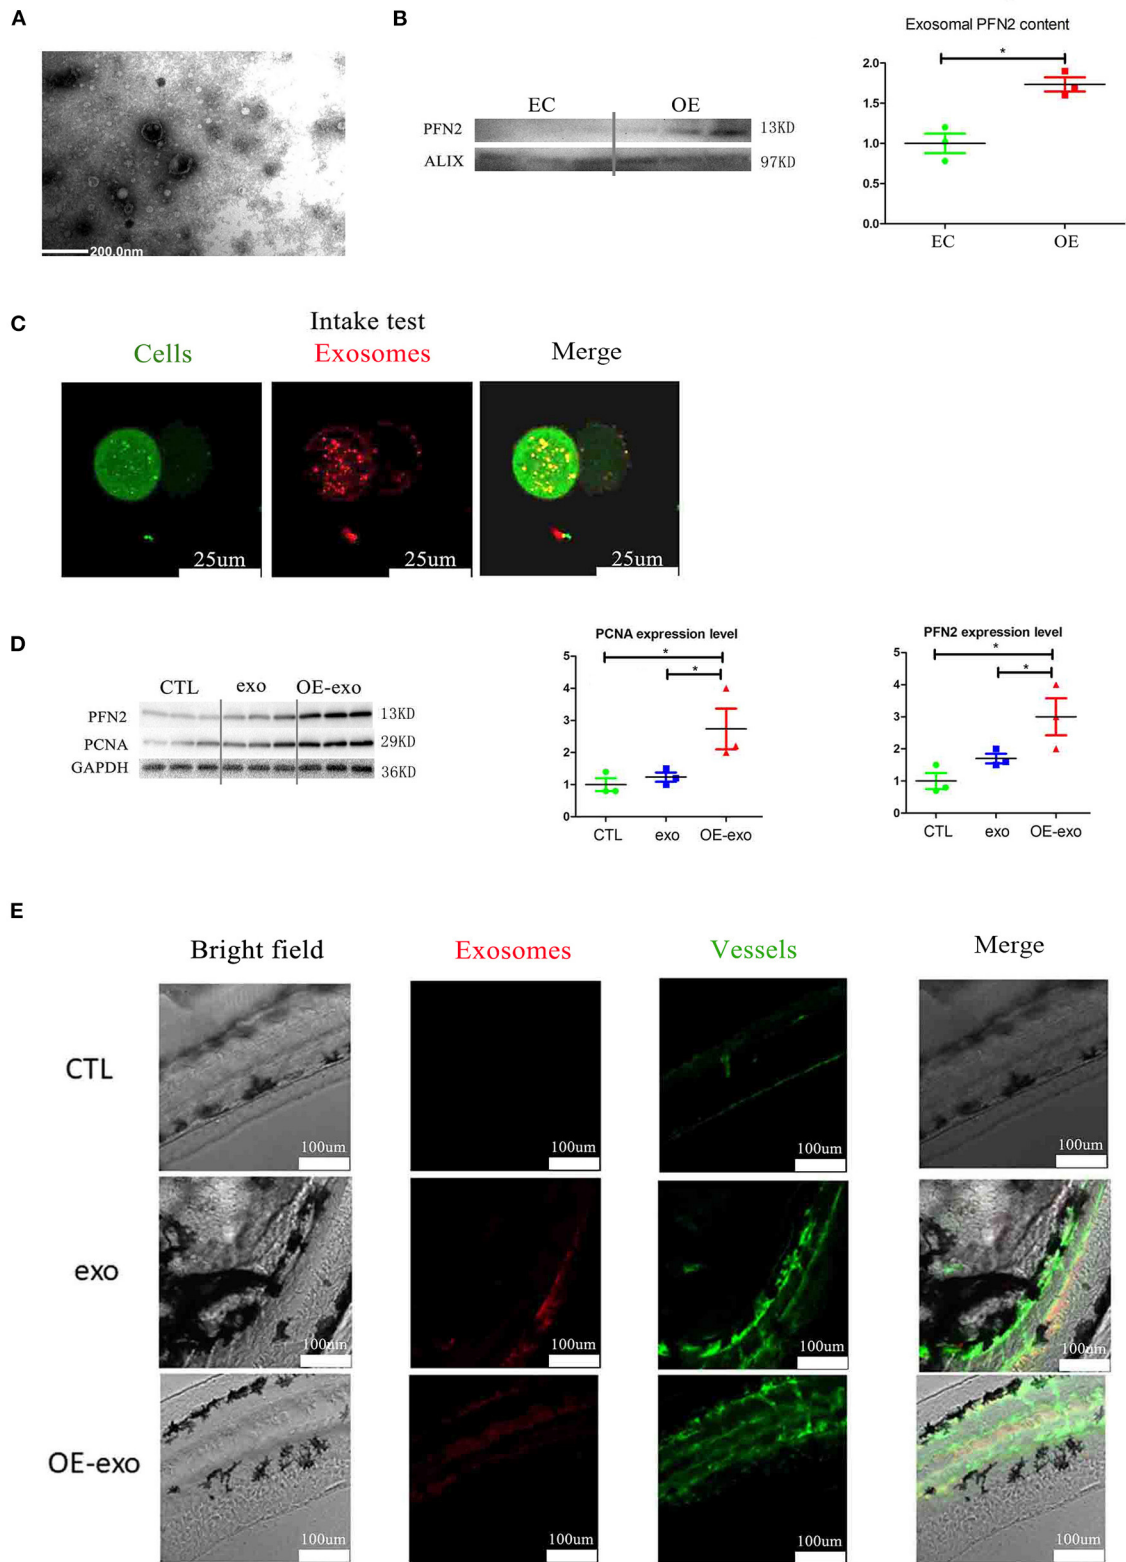 A
200.0nm
B
EC OE
PFN2 13KD
ALIX 97KD
Exosomal PFN2 content
*
2.0
1.5
1.0
0.5
0.0
EC OE
C
Intake test
Cells Exosomes Merge
25um 25um 25um
D
CTL exo OE-exo
PFN2 13KD
PCNA 29KD
GAPDH 36KD
PCNA expression level
*
*
5
4
3
2
1
0
CTL exo OE-exo
PFN2 expression level
*
*
5
4
3
2
1
0
CTL exo OE-exo
E
Bright field Exosomes Vessels Merge
CTL
100um 100um 100um 100um
exo
100um 100um 100um 100um
OE-exo
100um 100um 100um 100um